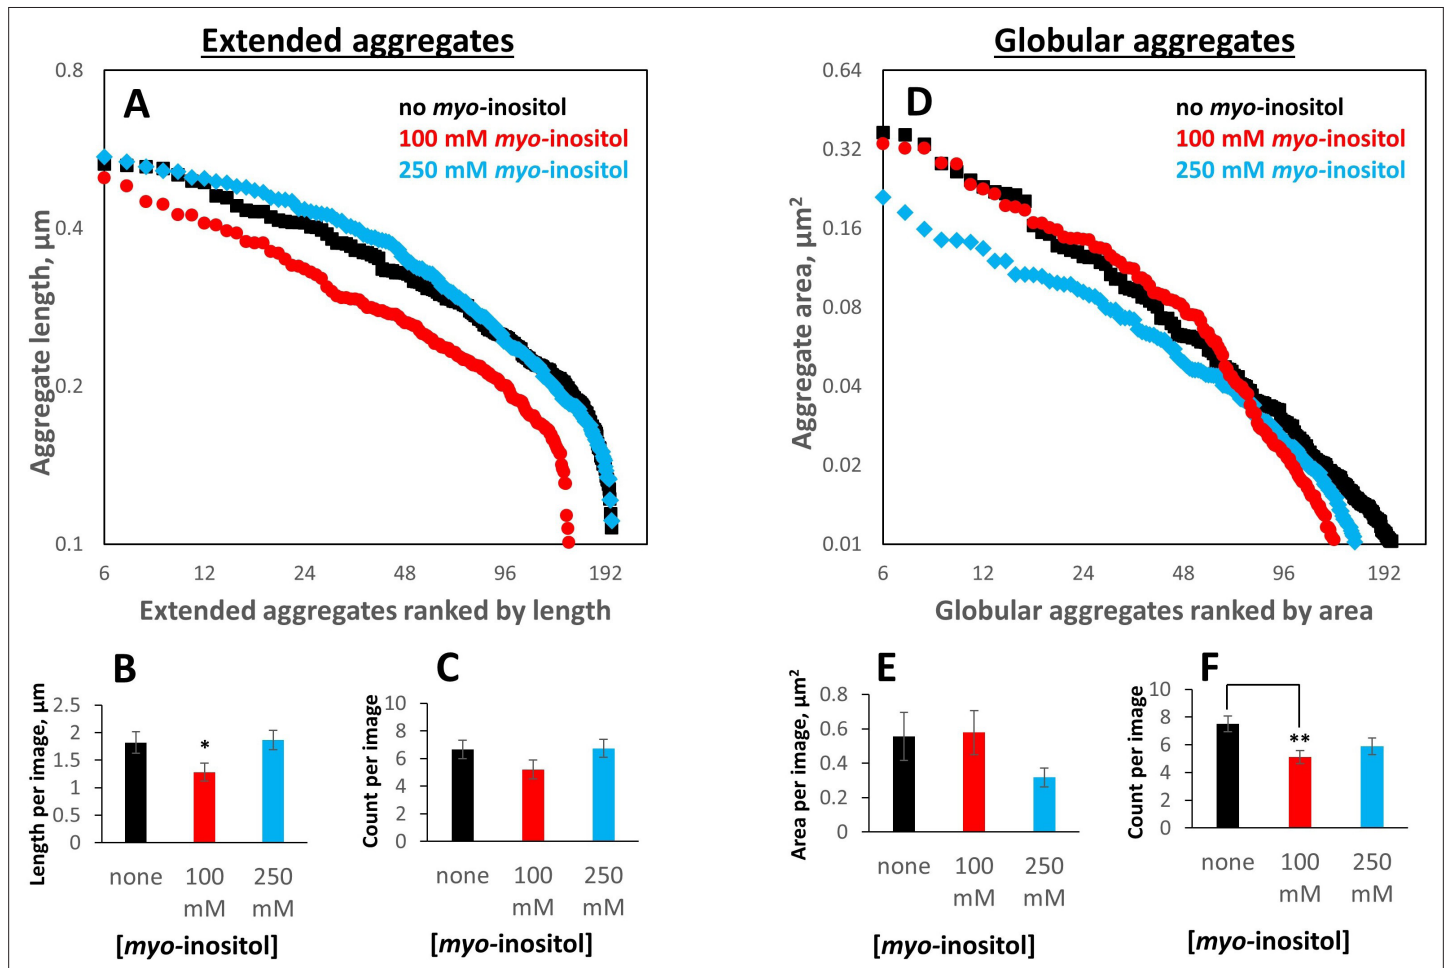 Extended aggregates
A
no myo-inositol
100 mM myo-inositol
250 mM myo-inositol
0.8
0.4
0.2
0.1
Aggregate length, µm
6 12 24 48 96 192
Extended aggregates ranked by length
Globular aggregates
D
no myo-inositol
100 mM myo-inositol
250 mM myo-inositol
0.64
0.32
0.16
0.08
0.04
0.02
0.01
Aggregate area, µm²
6 12 24 48 96 192
Globular aggregates ranked by area
B
Length per image, µm
2.5
2
1.5
1
0.5
0
*
none 100 250
mM mM
[myo-inositol]
C
Count per image
10
8
6
4
2
0
none 100 250
mM mM
[myo-inositol]
E
Area per image, µm²
0.8
0.6
0.4
0.2
0
none 100 250
mM mM
[myo-inositol]
F
Count per image
10
8
6
4
2
0
**
none 100 250
mM mM
[myo-inositol]